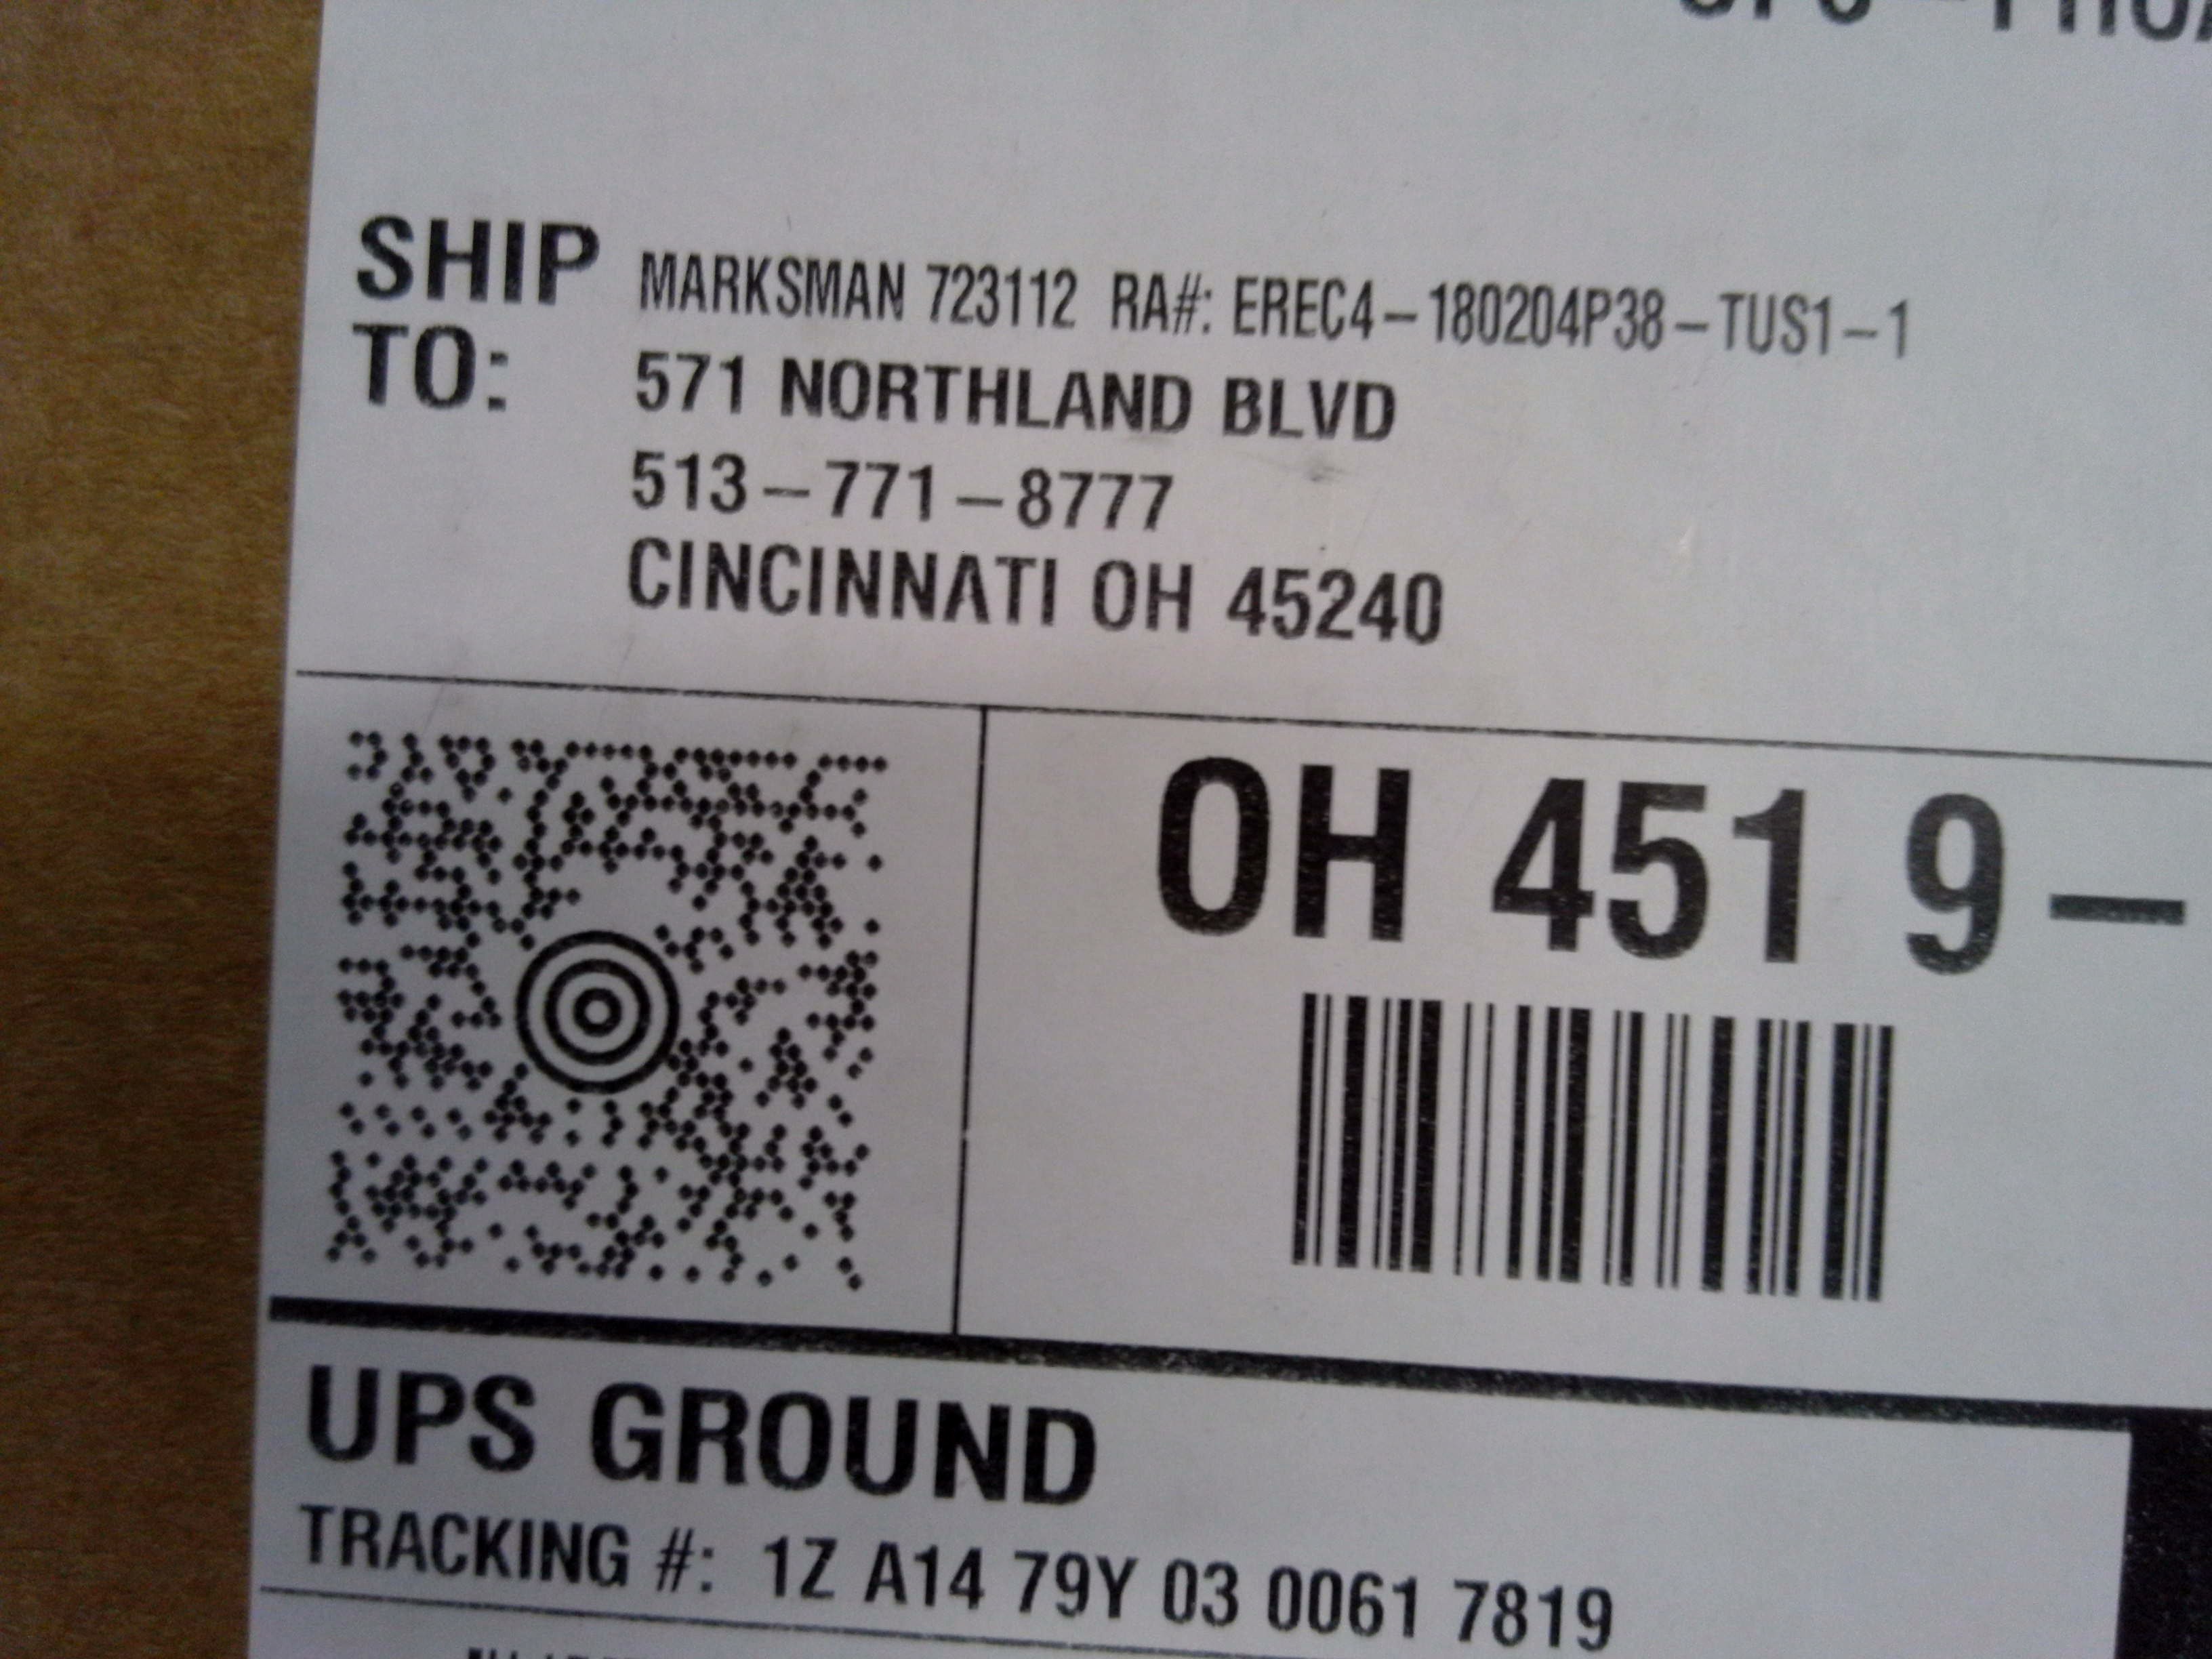 SHIP TO:
MARKSMAN 723112 RA#: EREC4-180204P38-TUS1-1
571 NORTHLAND BLVD
513-771-8777
CINCINNATI OH 45240
OH 451 9-
UPS GROUND
TRACKING #: 1Z A14 79Y 03 0061 7819